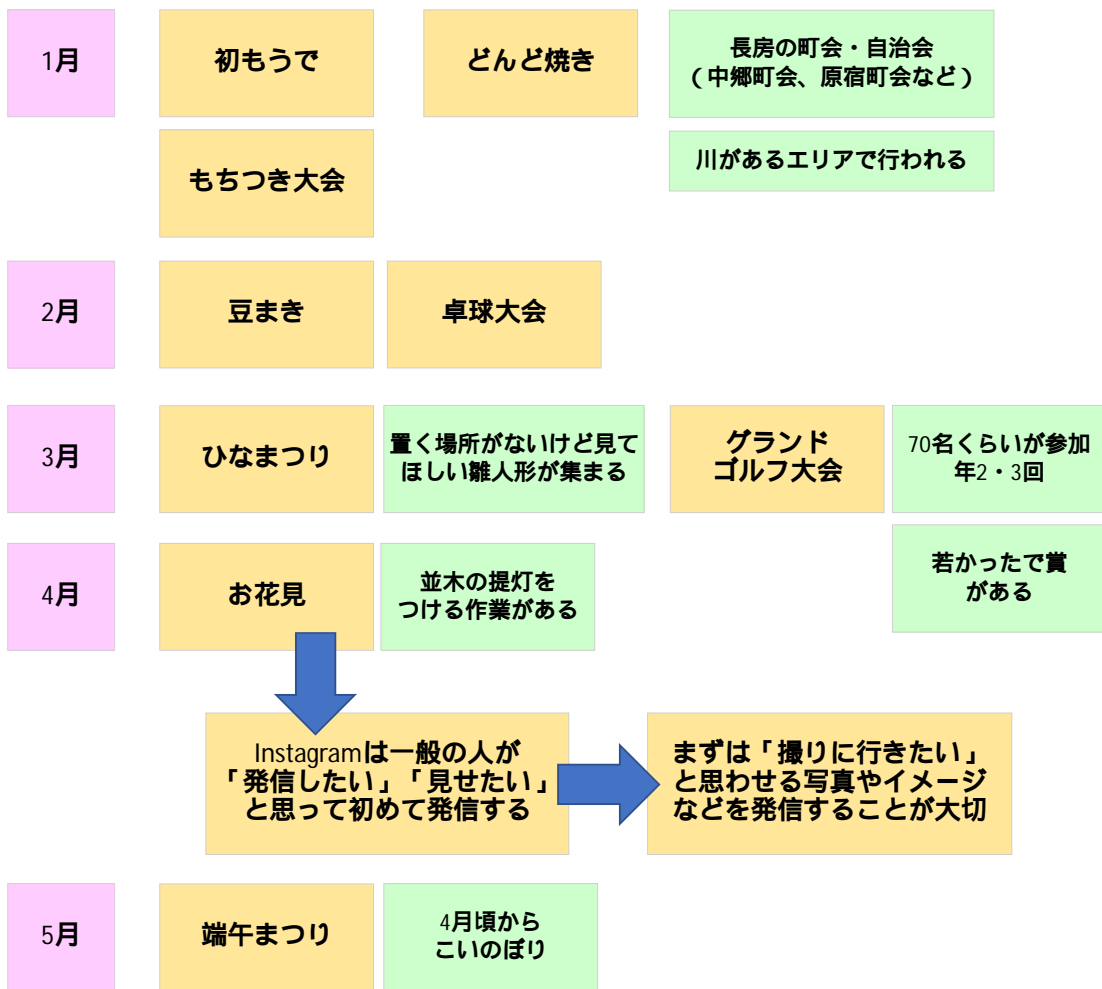 1月
初もうで
どんど焼き
長房の町会・自治会
（中郷町会、原宿町会など）
もちつき大会
川があるエリアで行われる
2月
豆まき
卓球大会
3月
ひなまつり
置く場所がないけど見て
ほしい雛人形が集まる
グランド
ゴルフ大会
70名くらいが参加
年2・3回
若かったで賞
がある
4月
お花見
並木の提灯を
つける作業がある
Instagramは一般の人が
「発信したい」「見せたい」
と思って初めて発信する
まずは「撮りに行きたい」
と思わせる写真やイメージ
などを発信することが大切
5月
端午まつり
4月頃から
こいのぼり